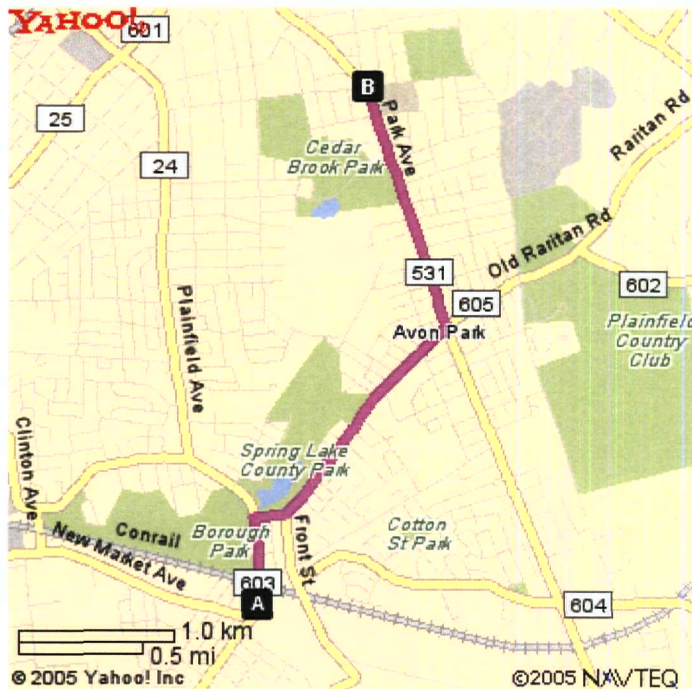 YAHOO!
601
25
24
B
Park Ave
Cedar
Brook Park
Raritan Rd
Old Raritan Rd
531
605
602
Avon Park
Plainfield
Country
Club
Plainfield Ave
Clinton Ave
Spring Lake
County Park
Conrail
Borough
Park
Front St
Cotton
St Park
New Market Ave
603
A
604
1.0 km
0.5 mi
© 2005 Yahoo! Inc
©2005 NAVTEQ